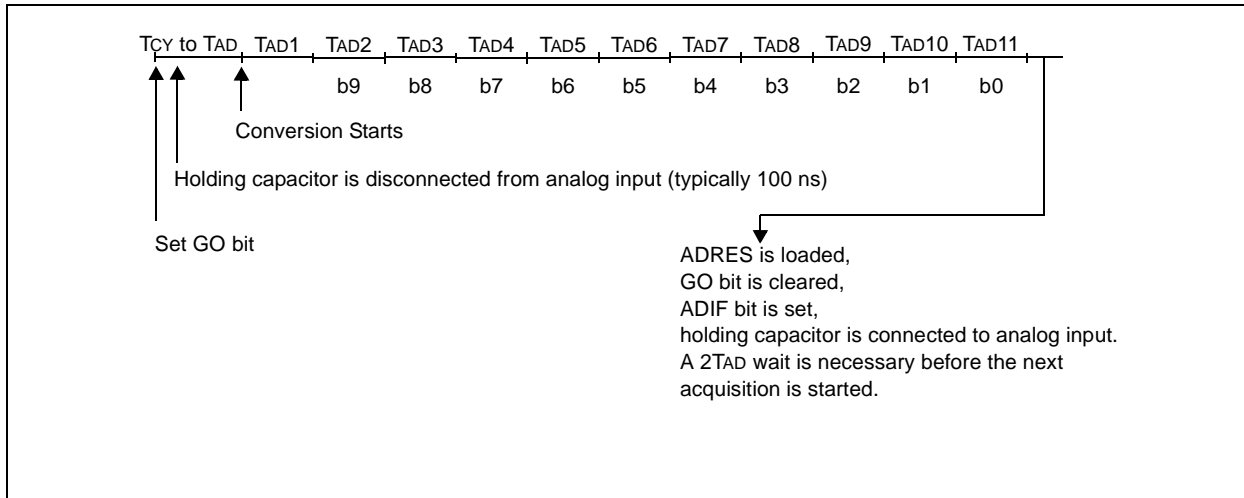 TCY to TAD TAD1 TAD2 TAD3 TAD4 TAD5 TAD6 TAD7 TAD8 TAD9 TAD10 TAD11
b9 b8 b7 b6 b5 b4 b3 b2 b1 b0
Conversion Starts
Holding capacitor is disconnected from analog input (typically 100 ns)
Set GO bit
ADRES is loaded,
GO bit is cleared,
ADIF bit is set,
holding capacitor is connected to analog input.
A 2TAD wait is necessary before the next
acquisition is started.